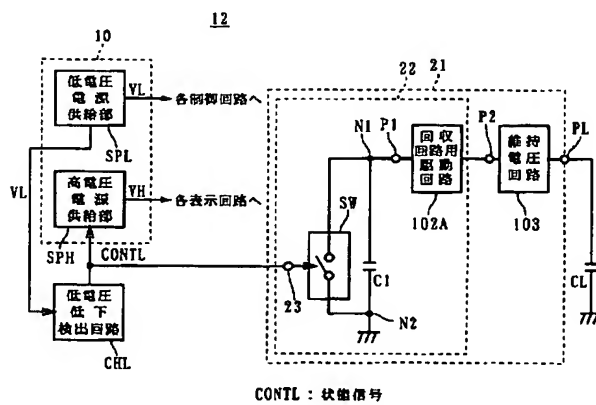 12
10
低電圧
電源
供給部
VL
各制御回路へ
SPL
VL
高電圧
電源
供給部
VH
各表示回路へ
SPH
CONTL
低電圧
低下
検出回路
CHL
22
21
N1
P1
回収
回路用
駆動
回路
102A
P2
維持
電圧
回路
103
PL
SW
23
C1
N2
CL
CONTL : 状態信号